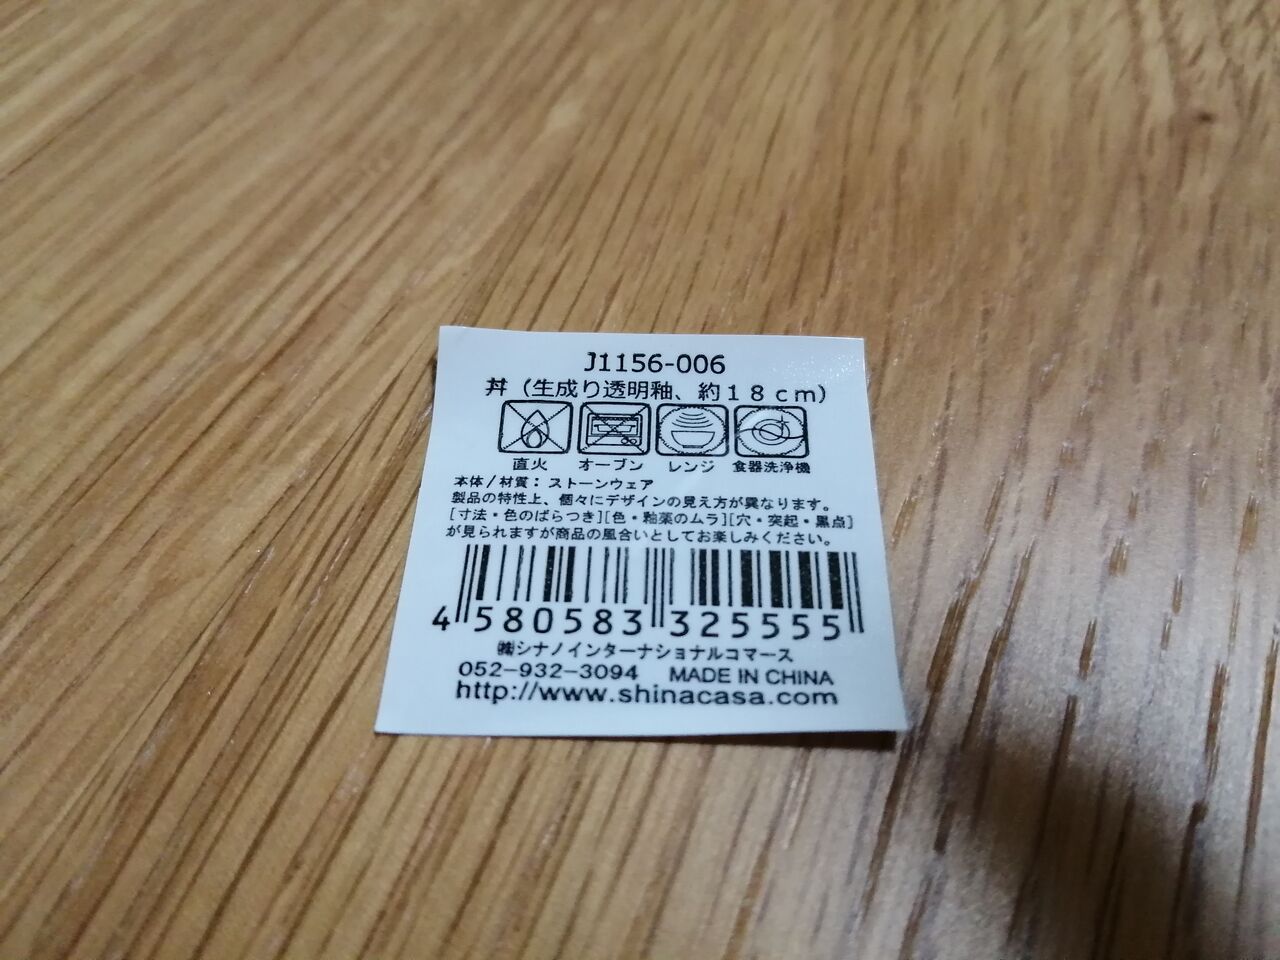 J1156-006
丼（生成り透明釉、約１８ｃｍ）
直火 オーブン レンジ 食器洗浄機
本体/材質：ストーンウェア
製品の特性上、個々にデザインの見え方が異なります。
[寸法・色のばらつき][色・釉薬のムラ][穴・突起・黒点]
が見られますが商品の風合いとしてお楽しみください。
4 580583 325555
㈱シナノインターナショナルコマース
052-932-3094 MADE IN CHINA
http://www.shinacasa.com